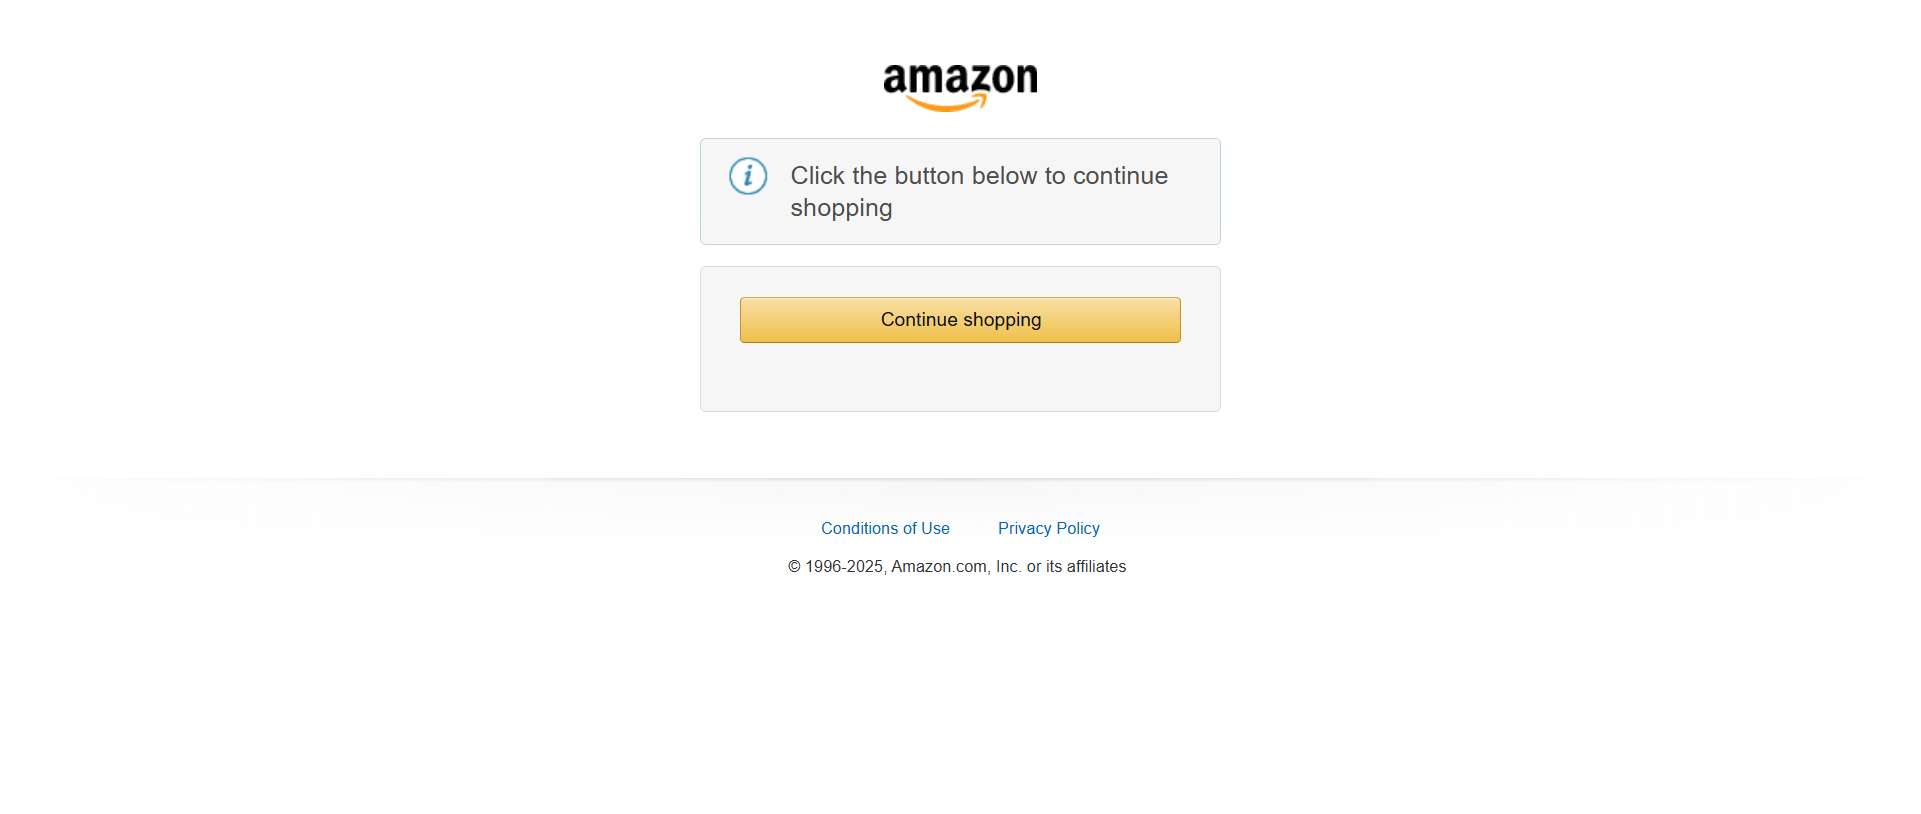 amazon
Click the button below to continue
shopping
Continue shopping
Conditions of Use Privacy Policy
© 1996-2025, Amazon.com, Inc. or its affiliates